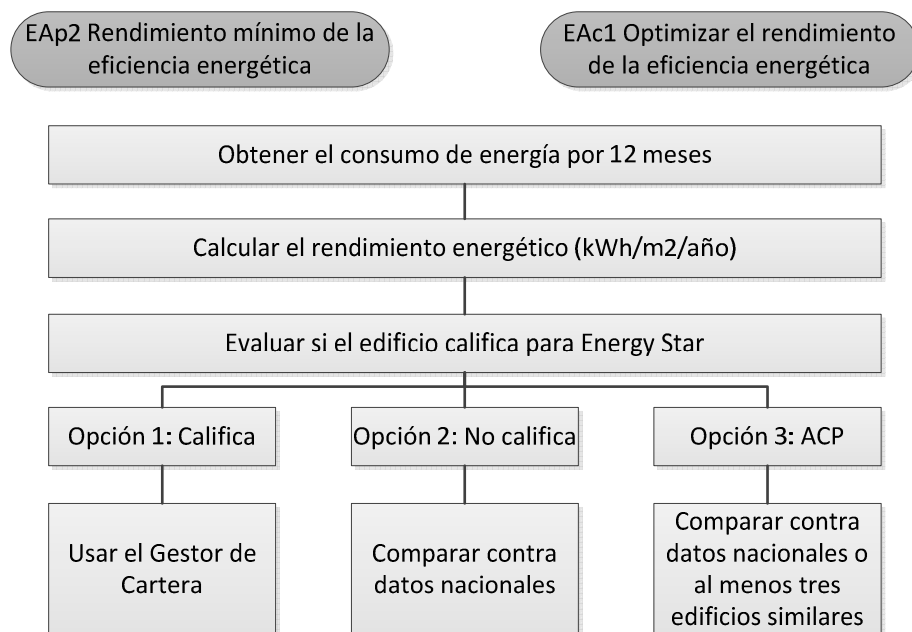 EAp2 Rendimiento mínimo de la
eficiencia energética
EAc1 Optimizar el rendimiento
de la eficiencia energética
Obtener el consumo de energía por 12 meses
Calcular el rendimiento energético (kWh/m2/año)
Evaluar si el edificio califica para Energy Star
Opción 1: Califica
Opción 2: No califica
Opción 3: ACP
Usar el Gestor de
Cartera
Comparar contra
datos nacionales
Comparar contra
datos nacionales o
al menos tres
edificios similares